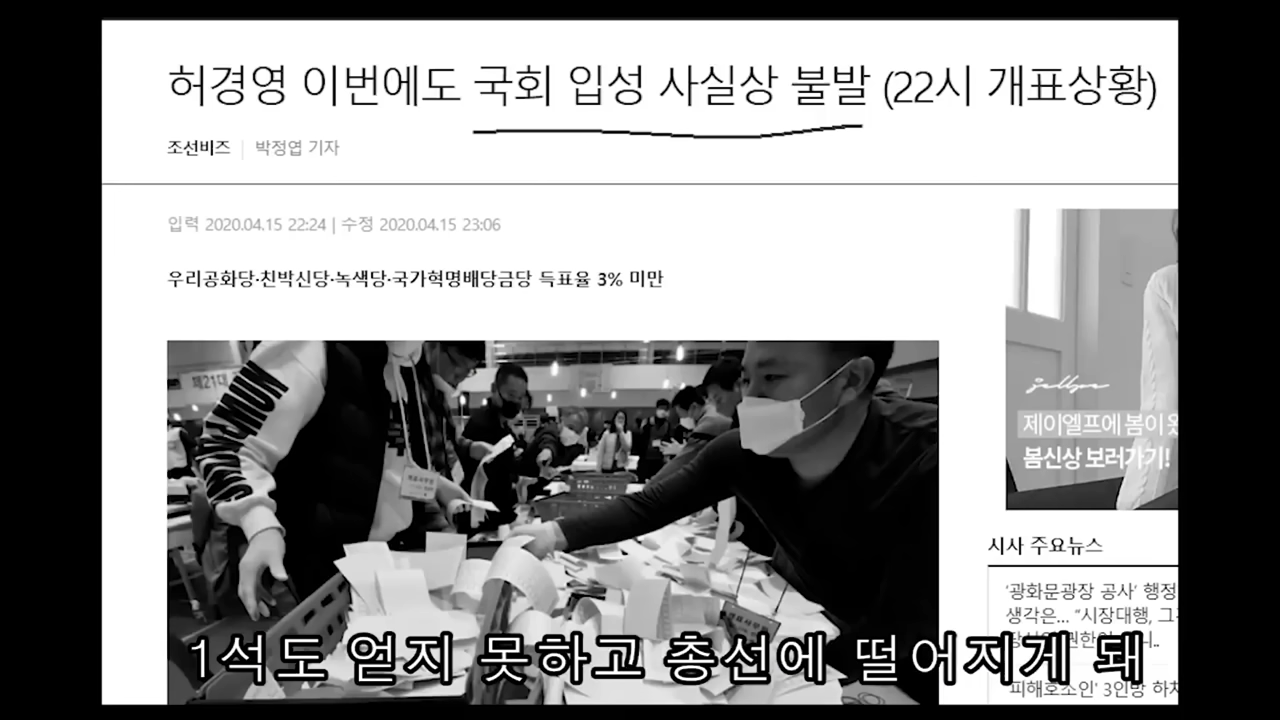 허경영 이번에도 국회 입성 사실상 불발 (22시 개표상황)
조선비즈 | 박정엽 기자
입력 2020.04.15 22:24 | 수정 2020.04.15 23:06
우리공화당·친박신당·녹색당·국가혁명배당금당 득표율 3% 미만
제21대
제이엘프에 봄이
봄신상 보러가기!
시사 주요뉴스
'광화문광장 공사' 행정
생각은... "시장대행,
'피해호소인' 3인방
1석도 얻지 못하고 총선에 떨어지게 돼